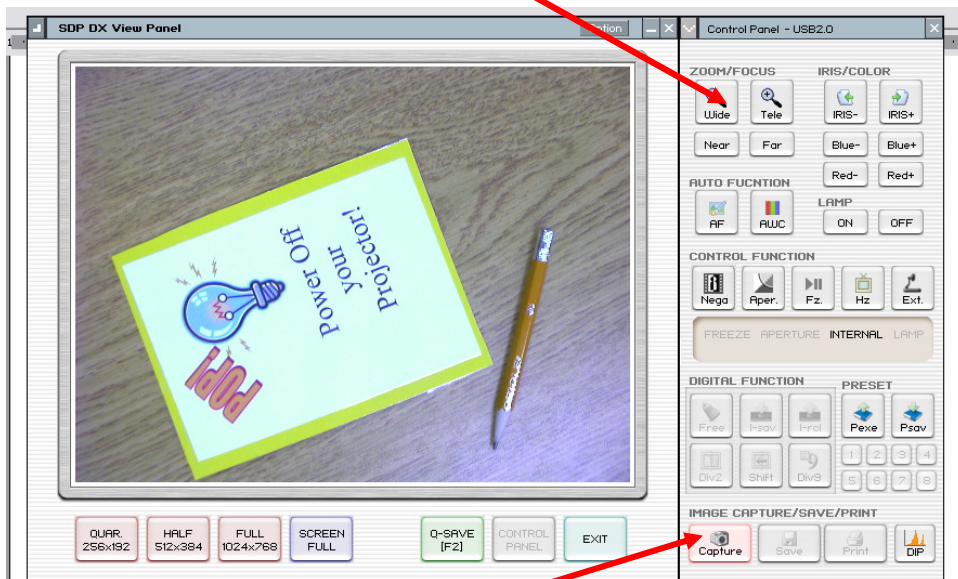 SDP DX View Panel
Option
Control Panel - USB2.0
ZOOM/FOCUS IRIS/COLOR
Wide Tele IRIS- IRIS+
Near Far Blue- Blue+
Red- Red+
AUTO FUCNTION
LAMP
AF AWC ON OFF
CONTROL FUNCTION
Nega Aper. Fz. Hz Ext.
FREEZE APERTURE INTERNAL LAMP
DIGITAL FUNCTION PRESET
Free I-sav I-rcl Pexe Psav
1 2 3 4
Div2 Shift Div9
5 6 7 8
IMAGE CAPTURE/SAVE/PRINT
Capture Save Print DIP
Power Off
your
Projector!
QUAR.
256x192
HALF
512x384
FULL
1024x768
SCREEN
FULL
Q-SAVE
[F2]
CONTROL
PANEL
EXIT